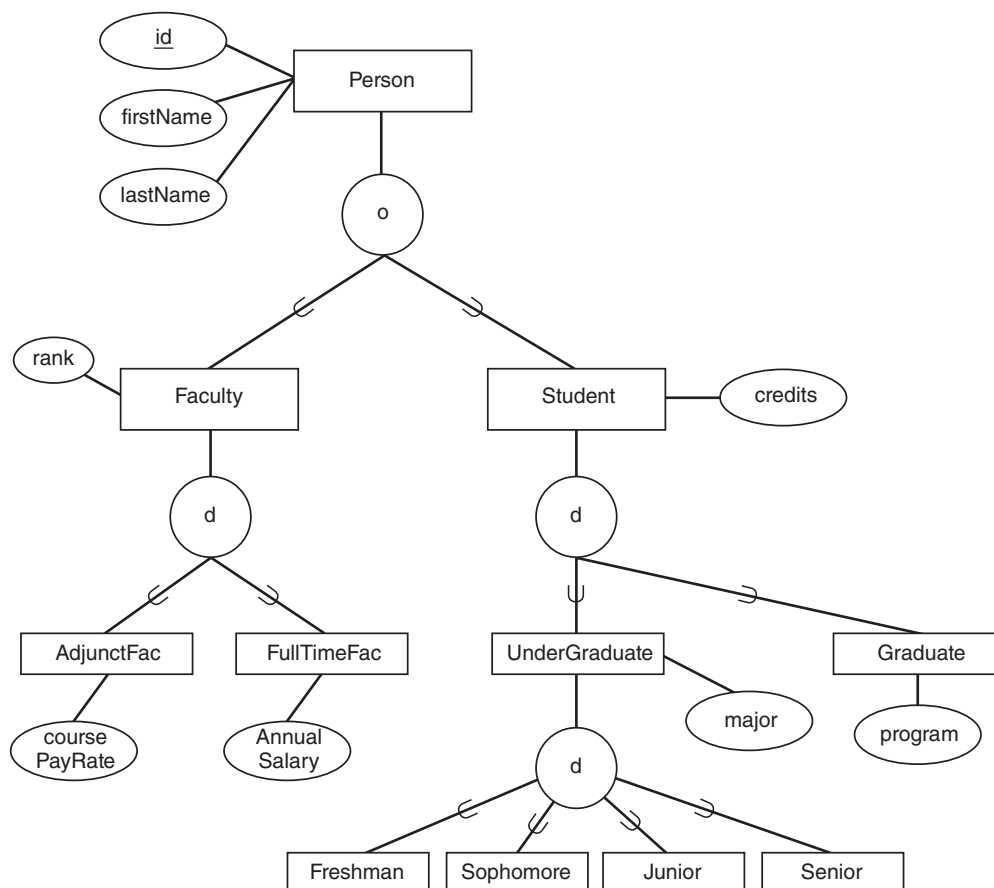 id
Person
firstName
lastName
o
rank
Faculty
Student
credits
d
d
AdjunctFac
FullTimeFac
UnderGraduate
Graduate
course
PayRate
Annual
Salary
major
program
d
Freshman
Sophomore
Junior
Senior